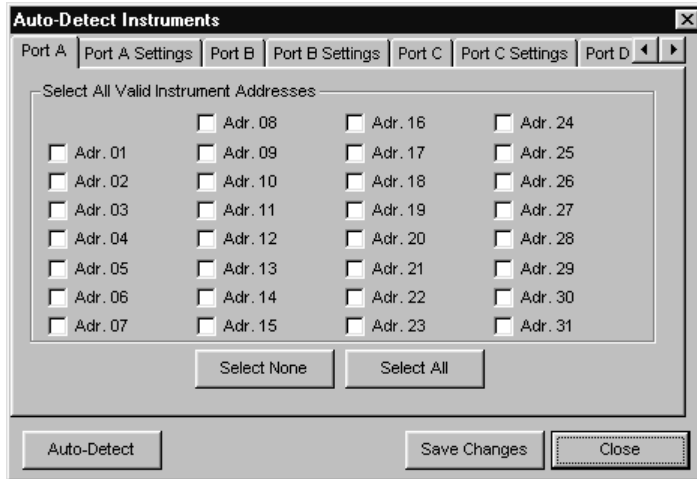 Auto-Detect Instruments
Port A Port A Settings Port B Port B Settings Port C Port C Settings Port D
Select All Valid Instrument Addresses
Adr. 08 Adr. 16 Adr. 24
Adr. 01 Adr. 09 Adr. 17 Adr. 25
Adr. 02 Adr. 10 Adr. 18 Adr. 26
Adr. 03 Adr. 11 Adr. 19 Adr. 27
Adr. 04 Adr. 12 Adr. 20 Adr. 28
Adr. 05 Adr. 13 Adr. 21 Adr. 29
Adr. 06 Adr. 14 Adr. 22 Adr. 30
Adr. 07 Adr. 15 Adr. 23 Adr. 31
Select None Select All
Auto-Detect Save Changes Close